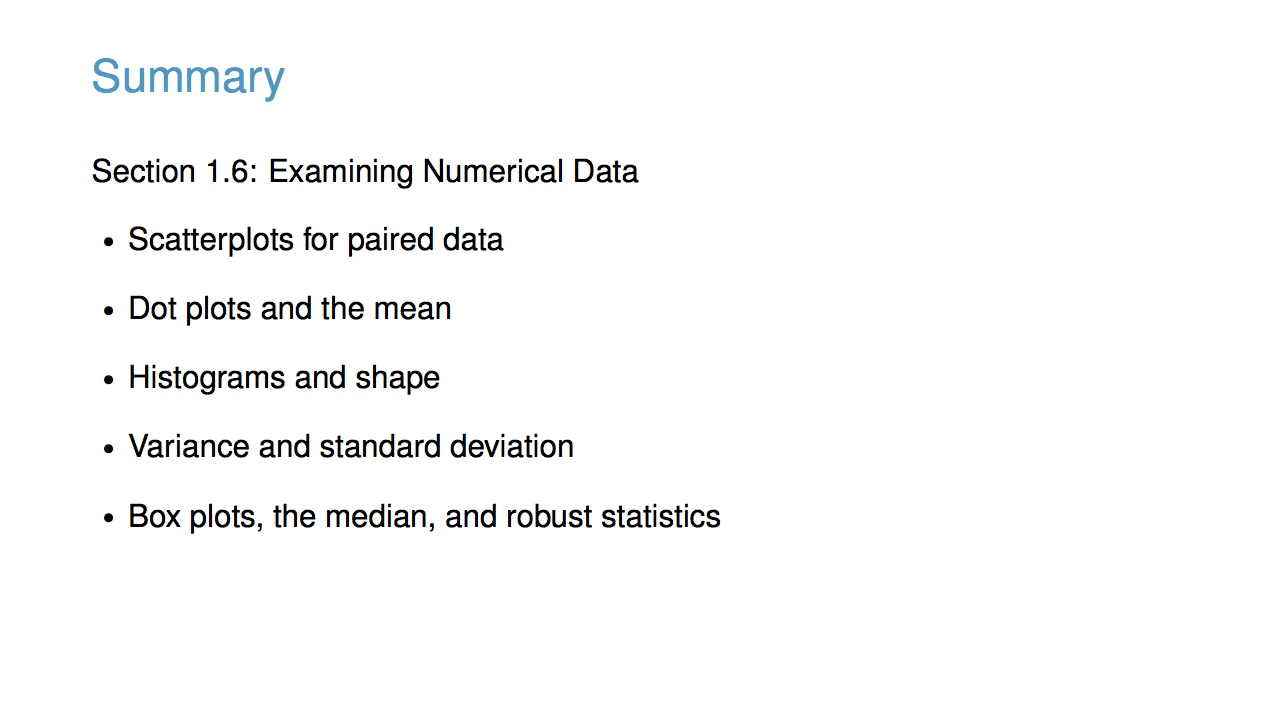 Summary
Section 1.6: Examining Numerical Data
• Scatterplots for paired data
• Dot plots and the mean
• Histograms and shape
• Variance and standard deviation
• Box plots, the median, and robust statistics